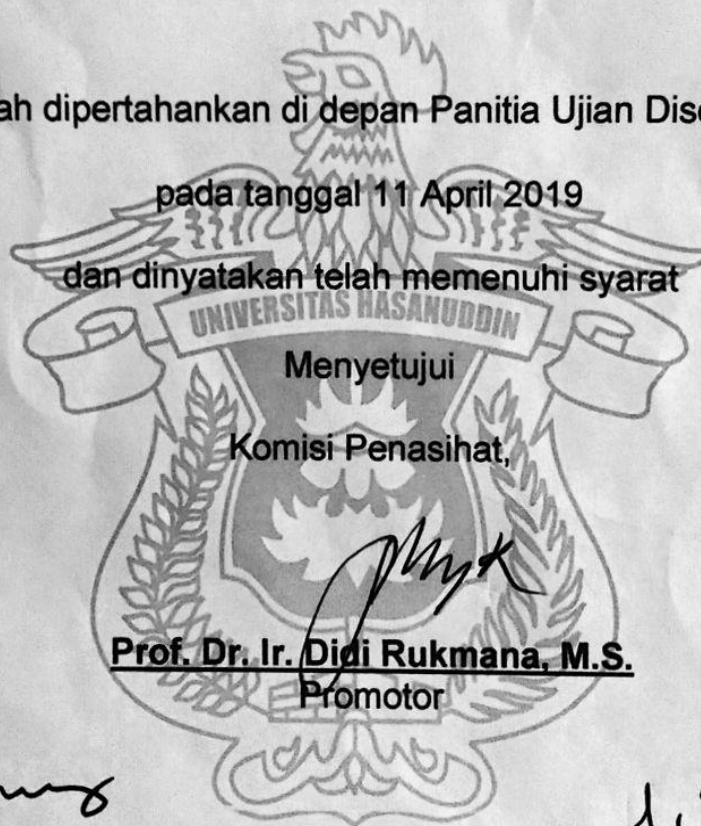 ah dipertahankan di depan Panitia Ujian Dise
pada tanggal 11 April 2019
dan dinyatakan telah memenuhi syarat
UNIVERSITAS HASANUDDIN
Menyetujui
Komisi Penasihat,
Prof. Dr. Ir. Didi Rukmana, M.S.
Promotor